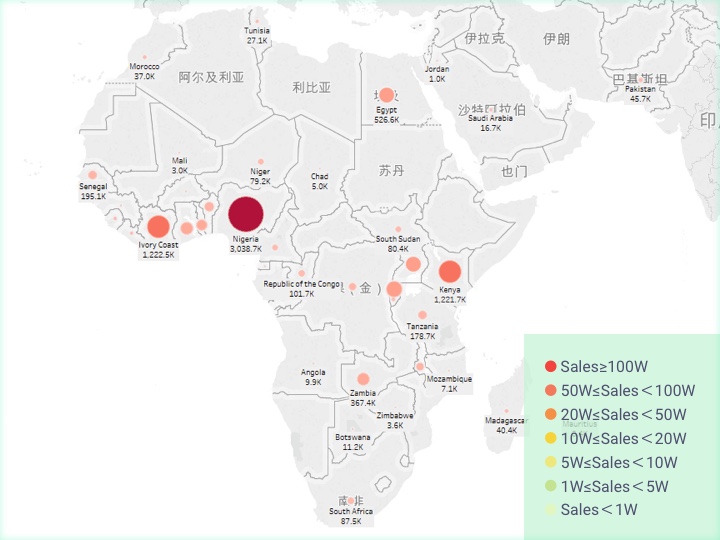 Tunisia
27.1K
伊拉克
伊朗
Morocco
37.0K
阿尔及利亚
利比亚
Jordan
1.0K
巴基斯坦
Pakistan
45.7K
Egypt
526.6K
沙特阿拉伯
Saudi Arabia
16.7K
印
Mali
3.0K
Niger
79.2K
Chad
5.0K
苏丹
也门
Senegal
195.1K
Ivory Coast
1,222.5K
Nigeria
3,038.7K
South Sudan
80.4K
Republic of the Congo
101.7K
（金）
Kenya
1,221.7K
Tanzania
178.7K
Angola
9.9K
Zambia
367.4K
Mozambique
7.1K
Zimbabwe
3.6K
Botswana
11.2K
Madagascar
40.4K
Mauritius
南非
South Africa
87.5K
Sales≥100W
50W≤Sales＜100W
20W≤Sales＜50W
10W≤Sales＜20W
5W≤Sales＜10W
1W≤Sales＜5W
Sales＜1W